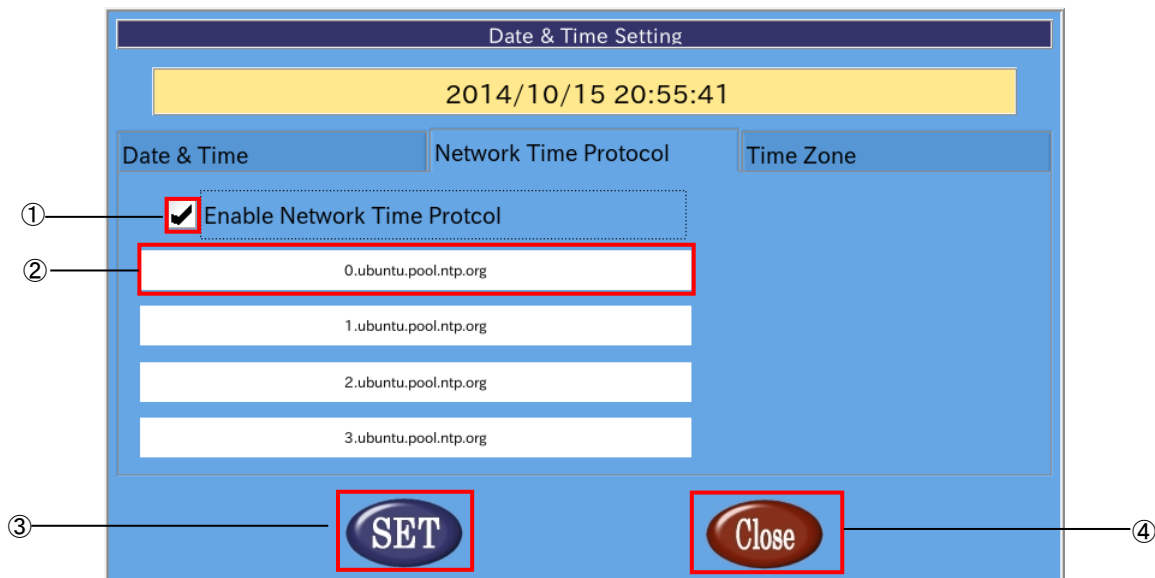 Date & Time Setting
2014/10/15 20:55:41
Date & Time Network Time Protocol Time Zone
① Enable Network Time Protcol
② 0.ubuntu.pool.ntp.org
1.ubuntu.pool.ntp.org
2.ubuntu.pool.ntp.org
3.ubuntu.pool.ntp.org
③ SET Close ④